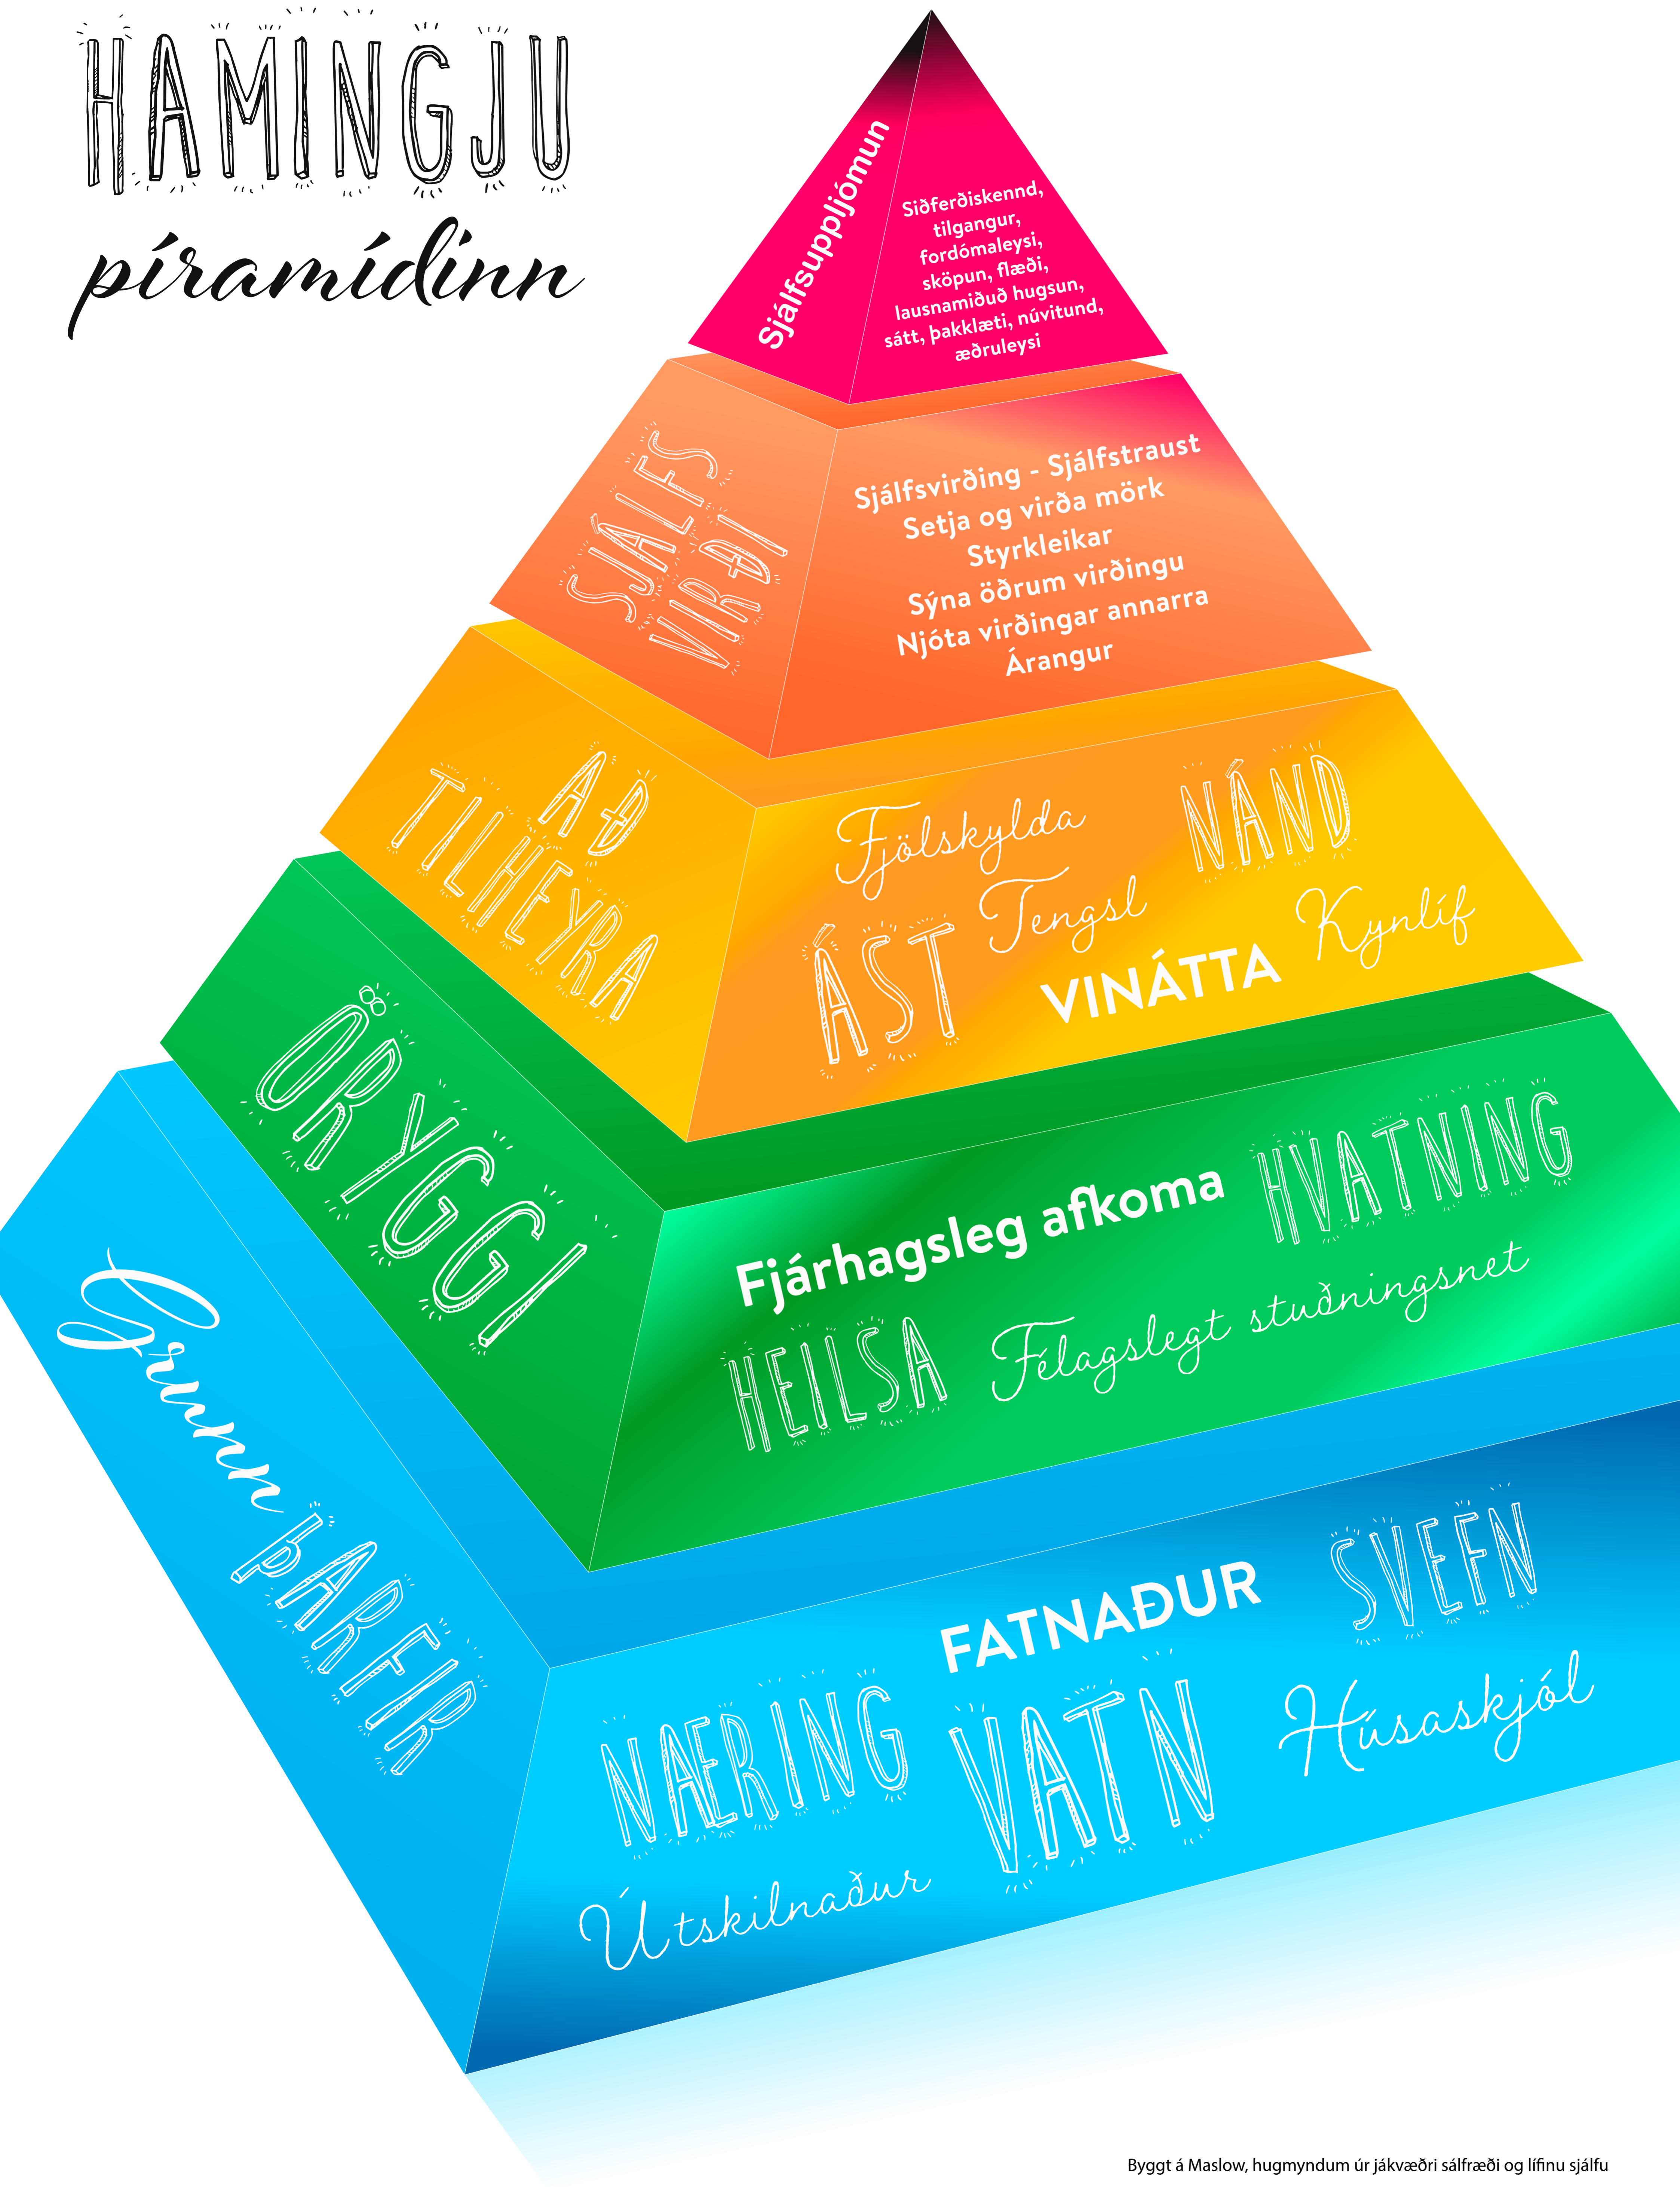 HAMINGJU
píramídinn
Sjálfsuppljómun
Siðferðiskennd,
tilgangur,
fordómaleysi,
sköpun, flæði,
lausnamiðuð hugsun,
sátt, þakklæti, núvitund,
æðruleysi
SJÁLFS
VIRÐI
Sjálfsvirðing - Sjálfstraust
Setja og virða mörk
Styrkleikar
Sýna öðrum virðingu
Njóta virðingar annarra
Árangur
AÐ
TILHEYRA
Fjölskylda
NÁND
Tengsl
Kynlíf
ÁST
VINÁTTA
ÖRYGGI
Fjárhagsleg afkoma
HVATNING
HEILSA
Félagslegt stuðningsnet
Grunn
ÞARFIR
FATNAÐUR
SVEFN
NÆRING
VATN
Húsaskjól
Útskilnaður
Byggt á Maslow, hugmyndum úr jákvæðri sálfræði og lífinu sjálfu